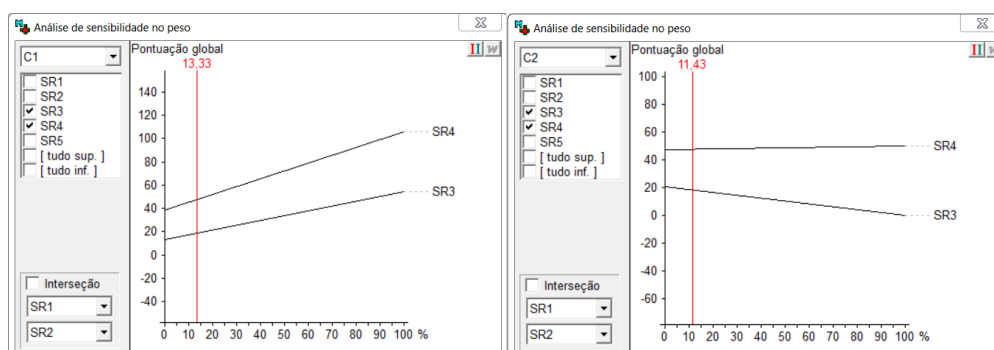 Análise de sensibilidade no peso
C1
SR1
SR2
SR3
SR4
SR5
[ tudo sup. ]
[ tudo inf. ]
Interseção
SR1
SR2
Pontuação global
13,33
140
120
100
80
60
40
20
0
-20
-40
0 10 20 30 40 50 60 70 80 90 100 %
SR4
SR3
Análise de sensibilidade no peso
C2
SR1
SR2
SR3
SR4
SR5
[ tudo sup. ]
[ tudo inf. ]
Interseção
SR1
SR2
Pontuação global
11,43
100
80
60
40
20
0
-20
-40
-60
0 10 20 30 40 50 60 70 80 90 100 %
SR4
SR3